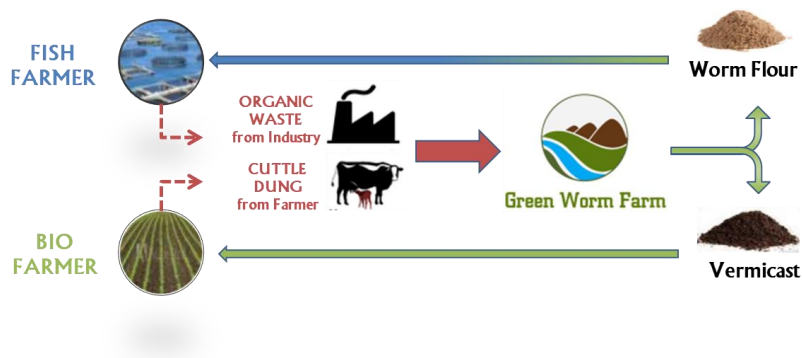 FISH
FARMER
ORGANIC
WASTE
from Industry
CUTTLE
DUNG
from Farmer
BIO
FARMER
Green Worm Farm
Worm Flour
Vermicast